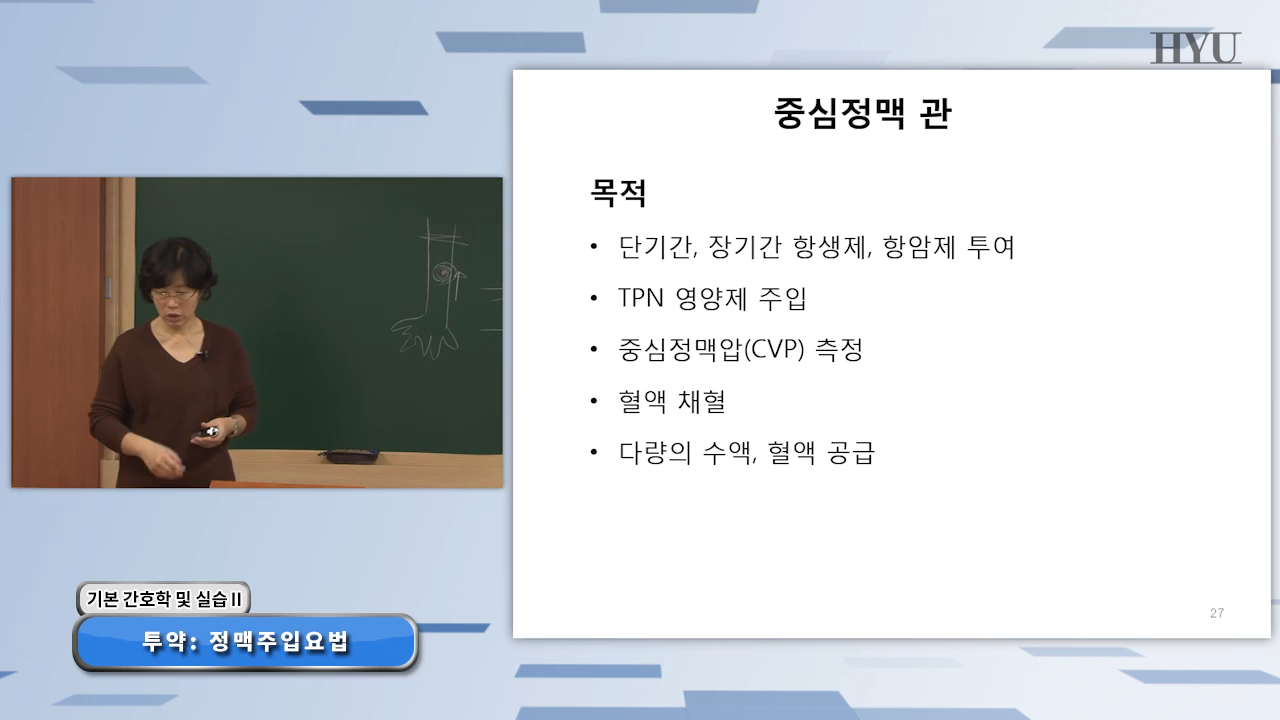 HYU
중심정맥 관
목적
• 단기간, 장기간 항생제, 항암제 투여
• TPN 영양제 주입
• 중심정맥압(CVP) 측정
• 혈액 채혈
• 다량의 수액, 혈액 공급
27
기본 간호학 및 실습 II
투약: 정맥주입요법